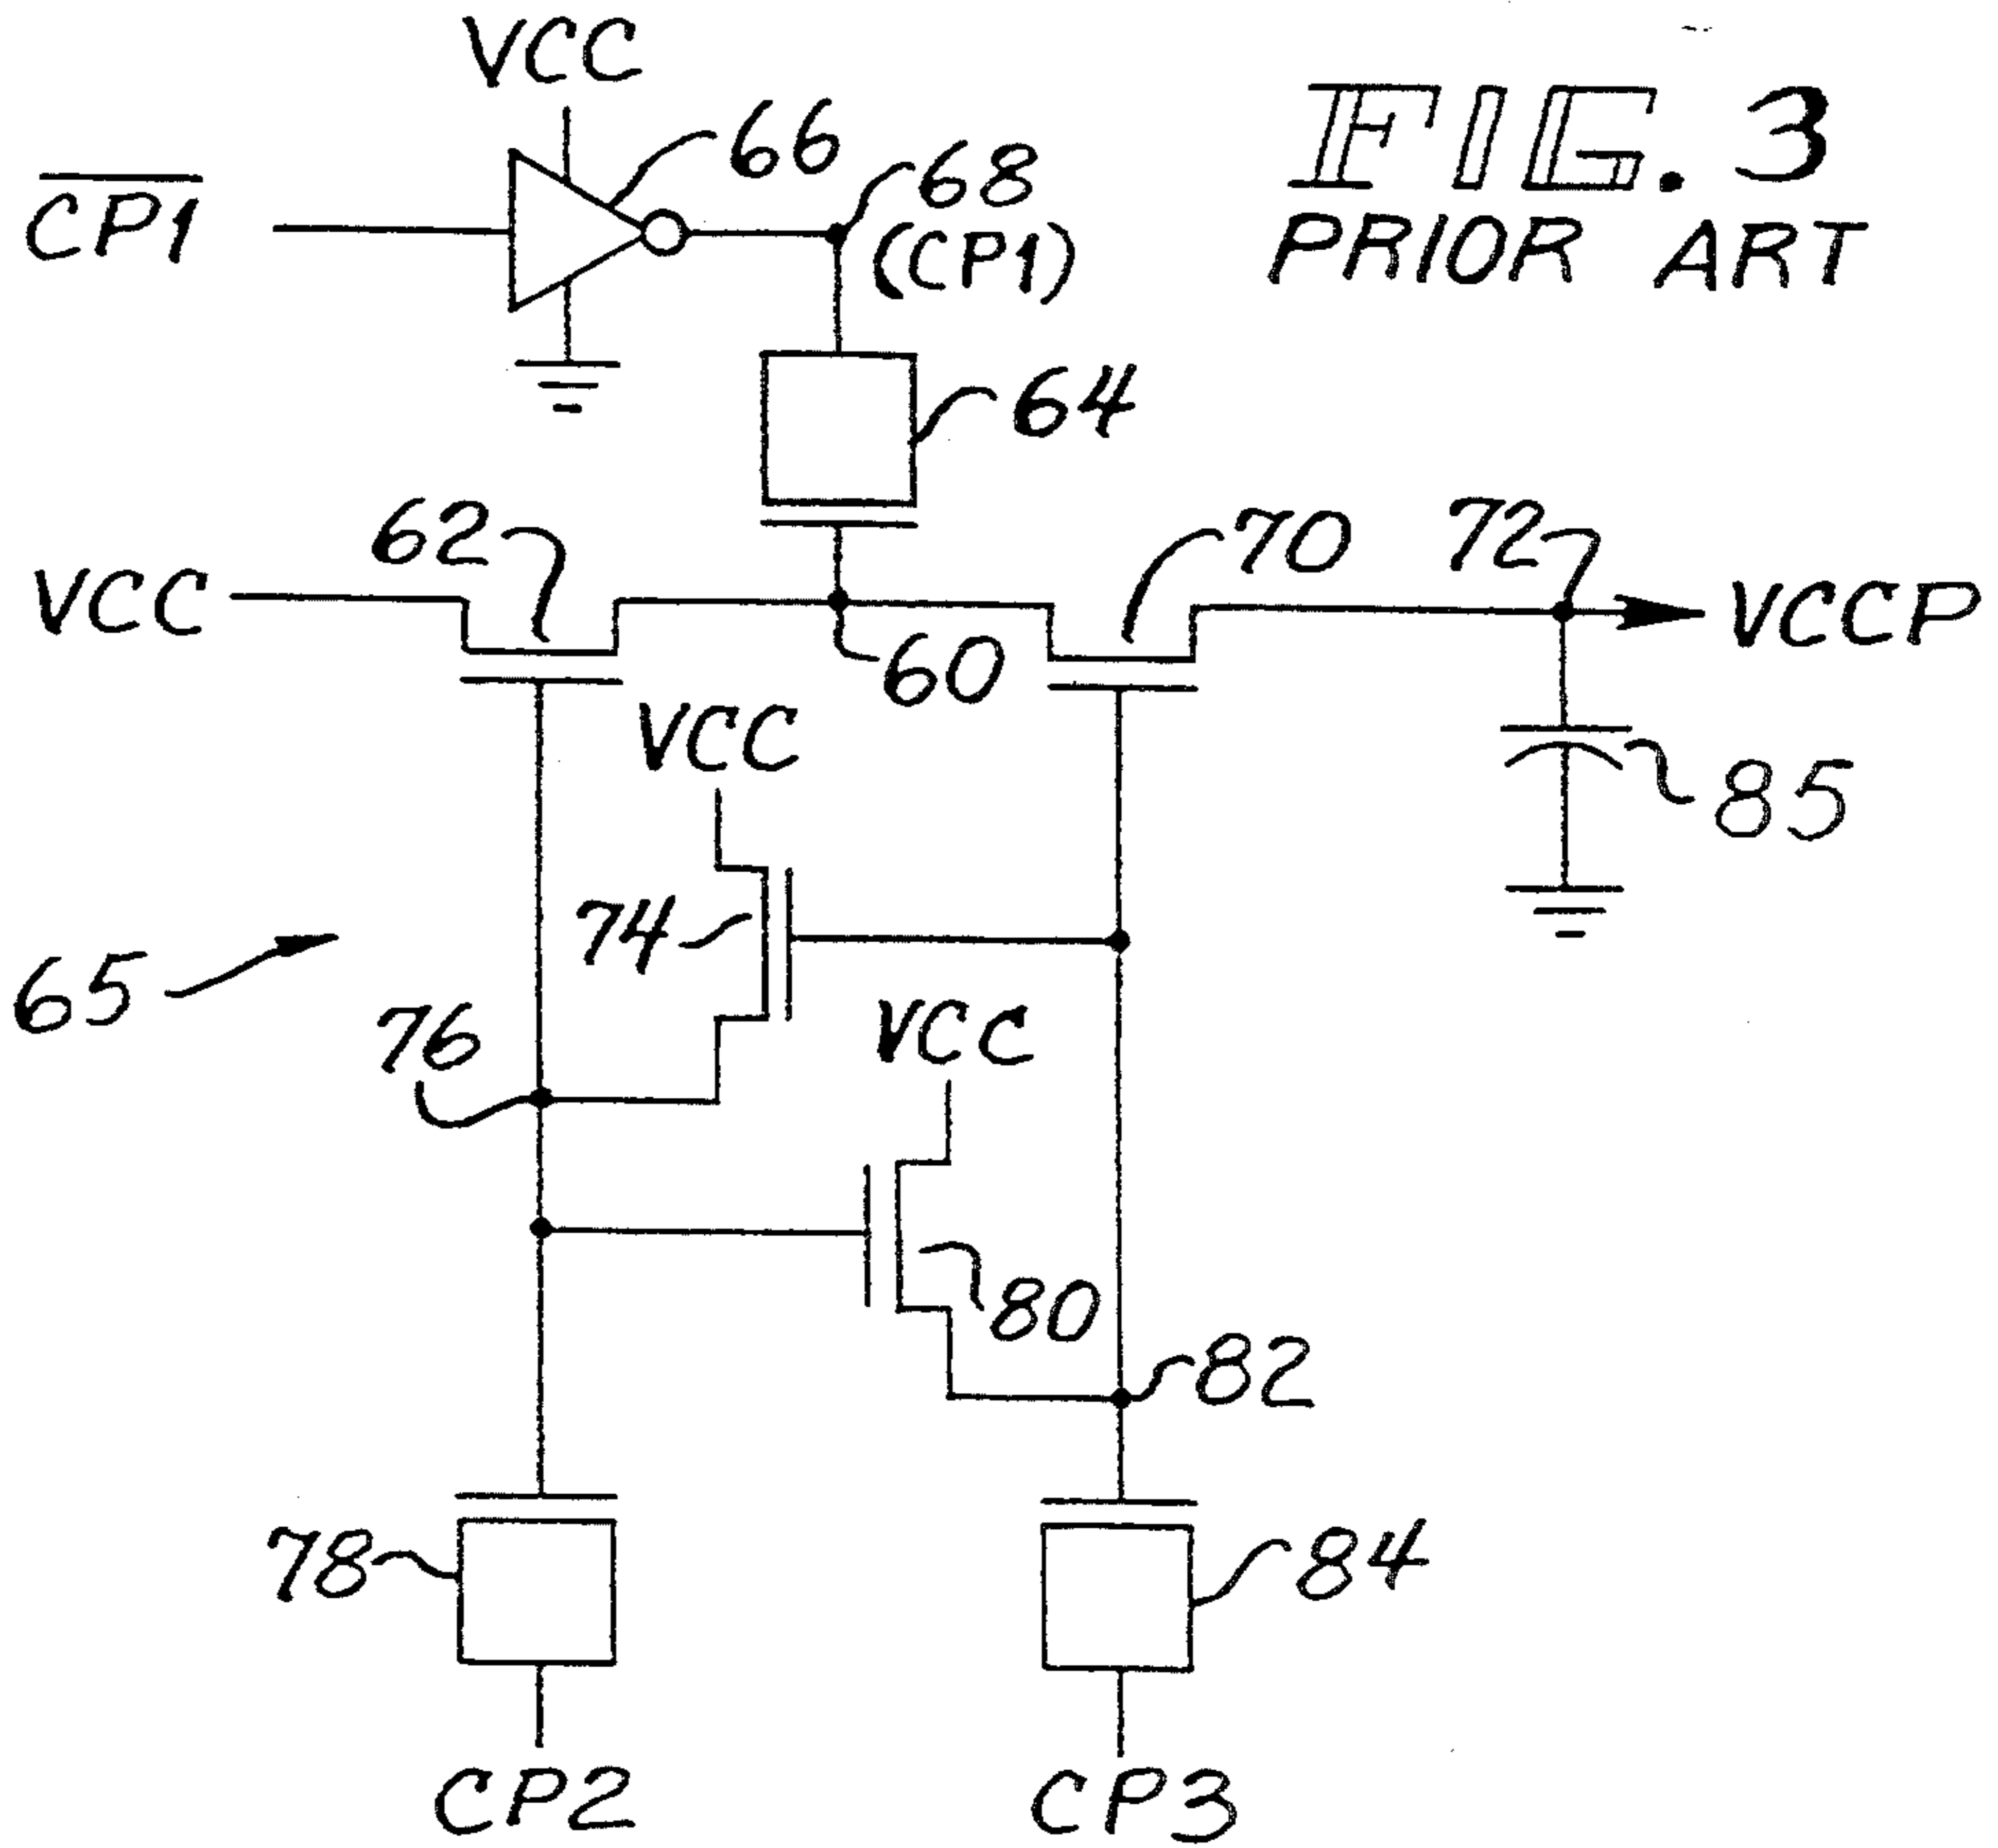 VCC
FIG. 3
PRIOR ART
66
68
(CP1)
C̅P̅1̅
64
62
70
72
VCC
VCCP
60
VCC
85
74
65
76
VCC
80
82
78
84
CP2
CP3